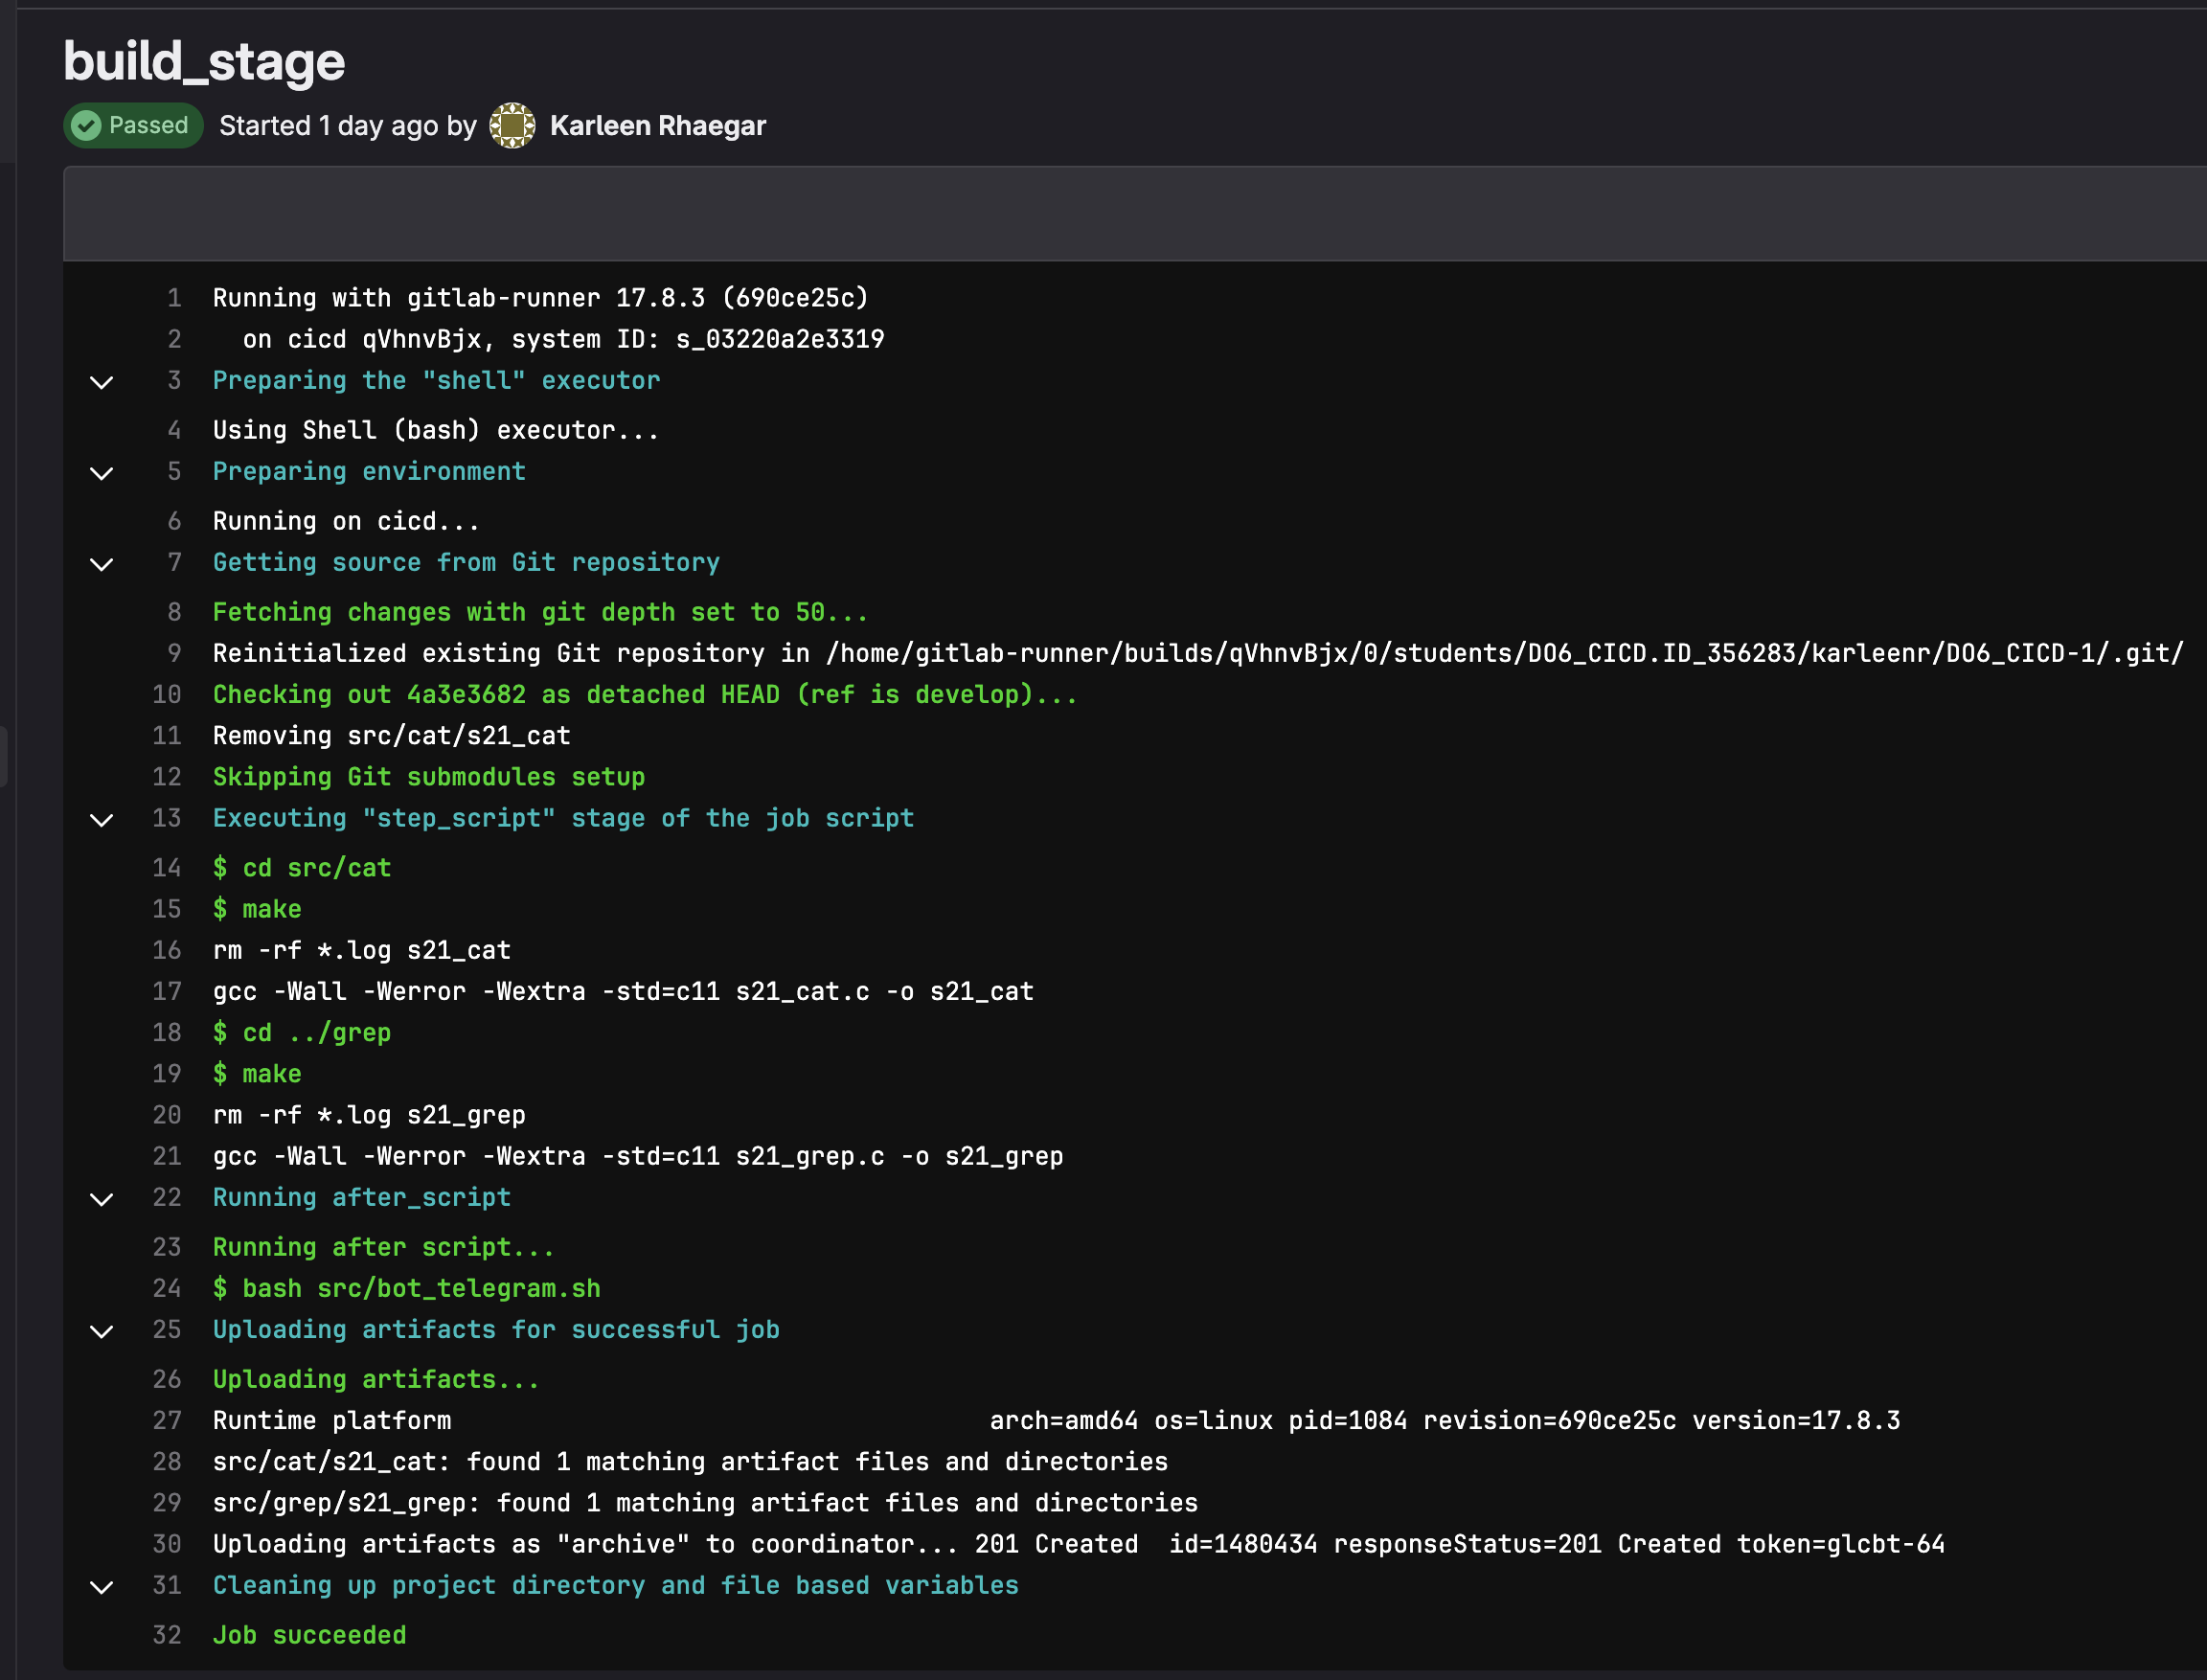 build_stage
Passed Started 1 day ago by Karleen Rhaegar
1 Running with gitlab-runner 17.8.3 (690ce25c)
2 on cicd qVhnvBjx, system ID: s_03220a2e3319
3 Preparing the "shell" executor
4 Using Shell (bash) executor...
5 Preparing environment
6 Running on cicd...
7 Getting source from Git repository
8 Fetching changes with git depth set to 50...
9 Reinitialized existing Git repository in /home/gitlab-runner/builds/qVhnvBjx/0/students/DO6_CICD.ID_356283/karleenr/DO6_CICD-1/.git/
10 Checking out 4a3e3682 as detached HEAD (ref is develop)...
11 Removing src/cat/s21_cat
12 Skipping Git submodules setup
13 Executing "step_script" stage of the job script
14 $ cd src/cat
15 $ make
16 rm -rf *.log s21_cat
17 gcc -Wall -Werror -Wextra -std=c11 s21_cat.c -o s21_cat
18 $ cd ../grep
19 $ make
20 rm -rf *.log s21_grep
21 gcc -Wall -Werror -Wextra -std=c11 s21_grep.c -o s21_grep
22 Running after_script
23 Running after script...
24 $ bash src/bot_telegram.sh
25 Uploading artifacts for successful job
26 Uploading artifacts...
27 Runtime platform arch=amd64 os=linux pid=1084 revision=690ce25c version=17.8.3
28 src/cat/s21_cat: found 1 matching artifact files and directories
29 src/grep/s21_grep: found 1 matching artifact files and directories
30 Uploading artifacts as "archive" to coordinator... 201 Created id=1480434 responseStatus=201 Created token=glcbt-64
31 Cleaning up project directory and file based variables
32 Job succeeded